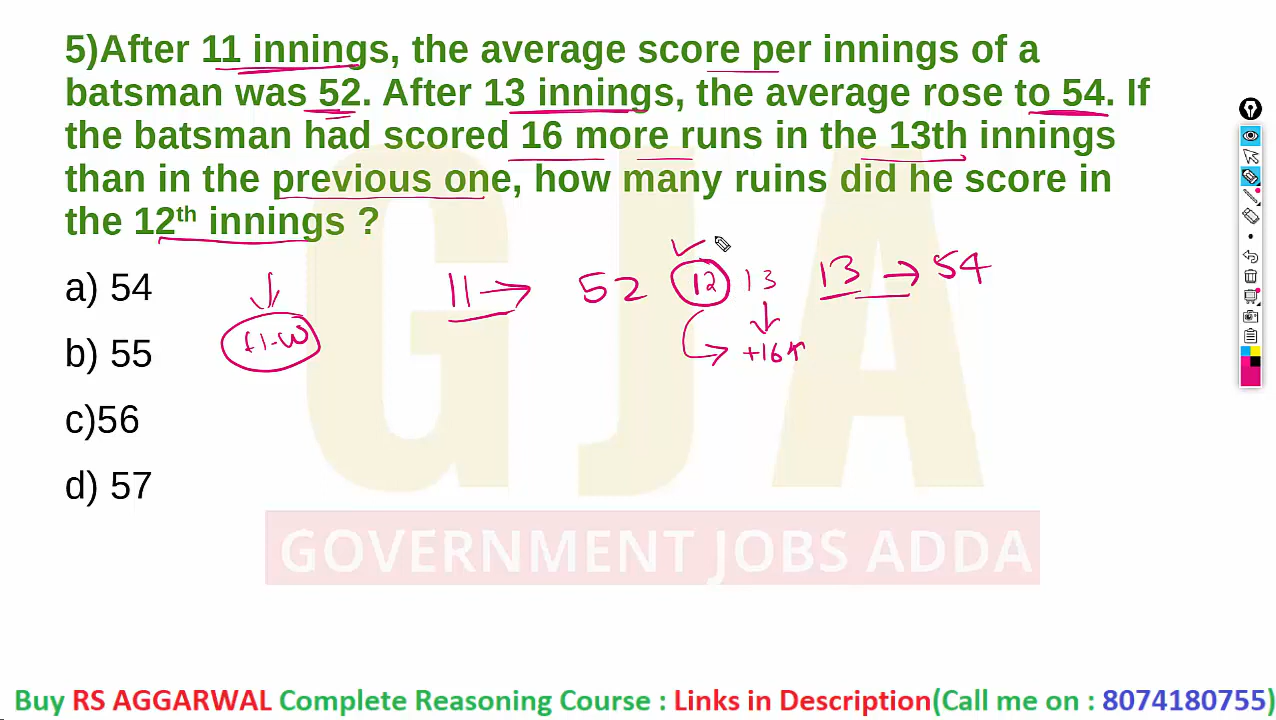 5)After 11 innings, the average score per innings of a
batsman was 52. After 13 innings, the average rose to 54. If
the batsman had scored 16 more runs in the 13th innings
than in the previous one, how many ruins did he score in
the 12th innings ?
a) 54
b) 55
c)56
d) 57
11 → 52 12 13 13 → 54
+16
GJA
GOVERNMENT JOBS ADDA
Buy RS AGGARWAL Complete Reasoning Course : Links in Description(Call me on : 8074180755)